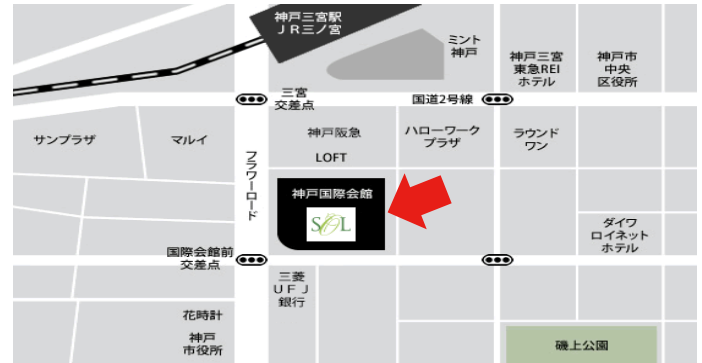 神戸三宮駅
ＪＲ三ノ宮
ミント
神戸
神戸三宮
東急REI
ホテル
神戸市
中央
区役所
三宮
交差点
国道2号線
サンプラザ
マルイ
フラワーロード
神戸阪急
LOFT
ハローワーク
プラザ
ラウンド
ワン
神戸国際会館
SOL
ダイワ
ロイネット
ホテル
国際会館前
交差点
三菱
ＵＦＪ
銀行
花時計
神戸
市役所
磯上公園